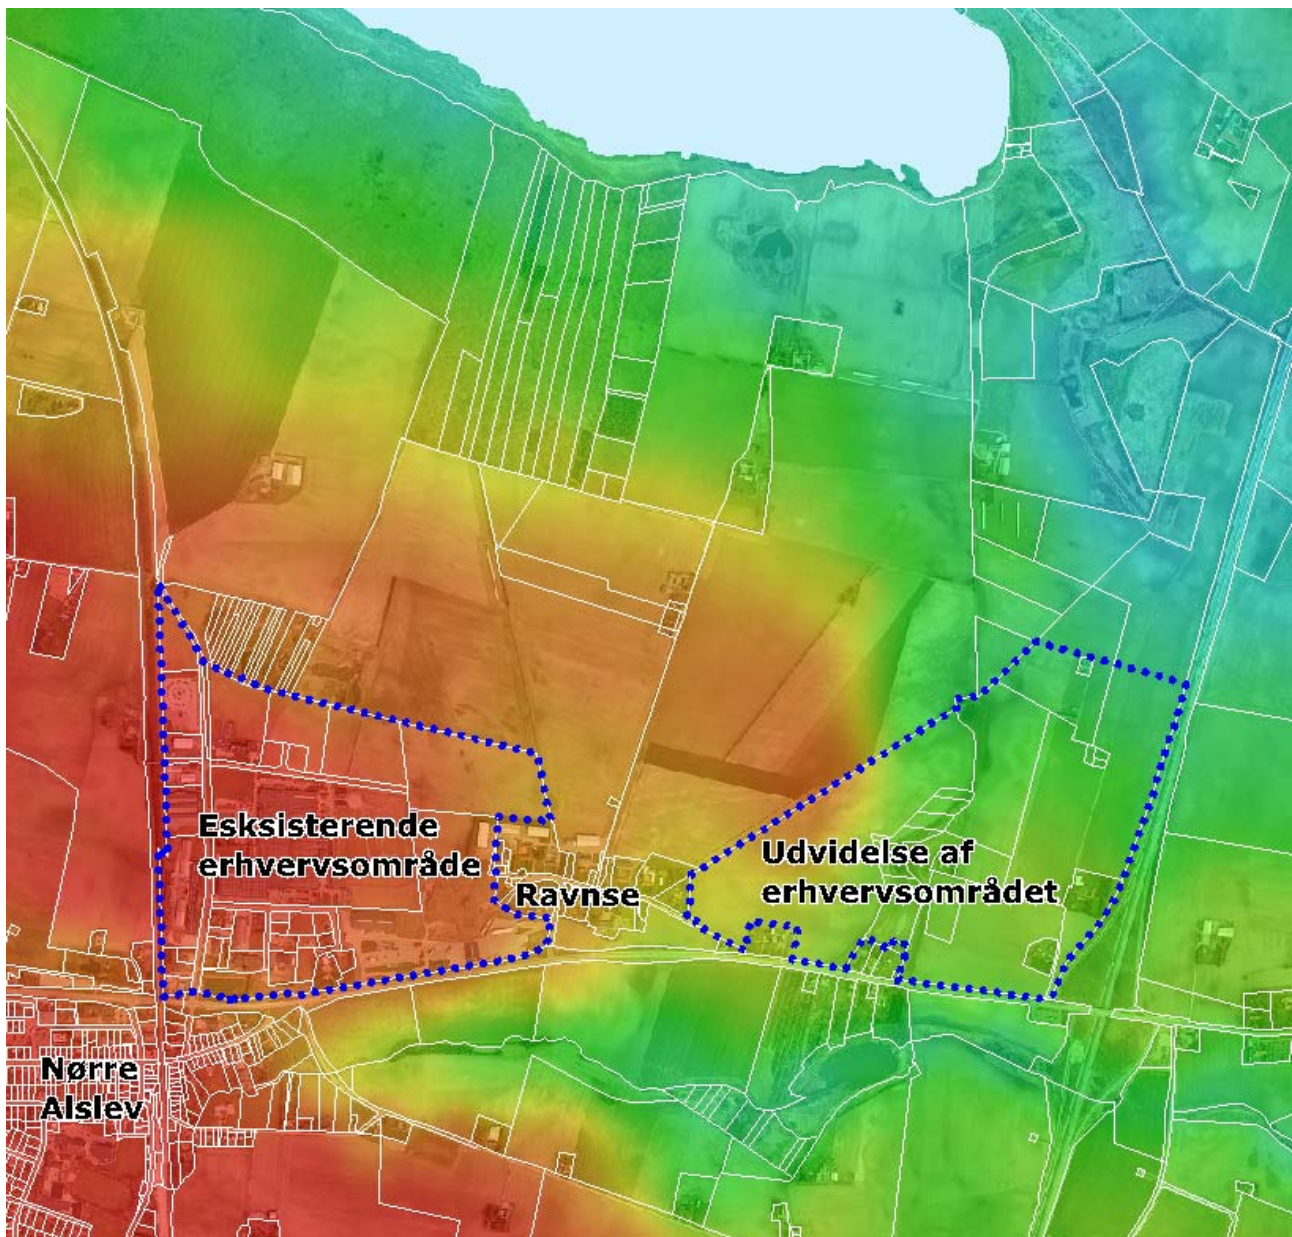 Esksisterende
erhvervsområde
Udvidelse af
erhvervsområdet
Ravnse
Nørre
Alslev